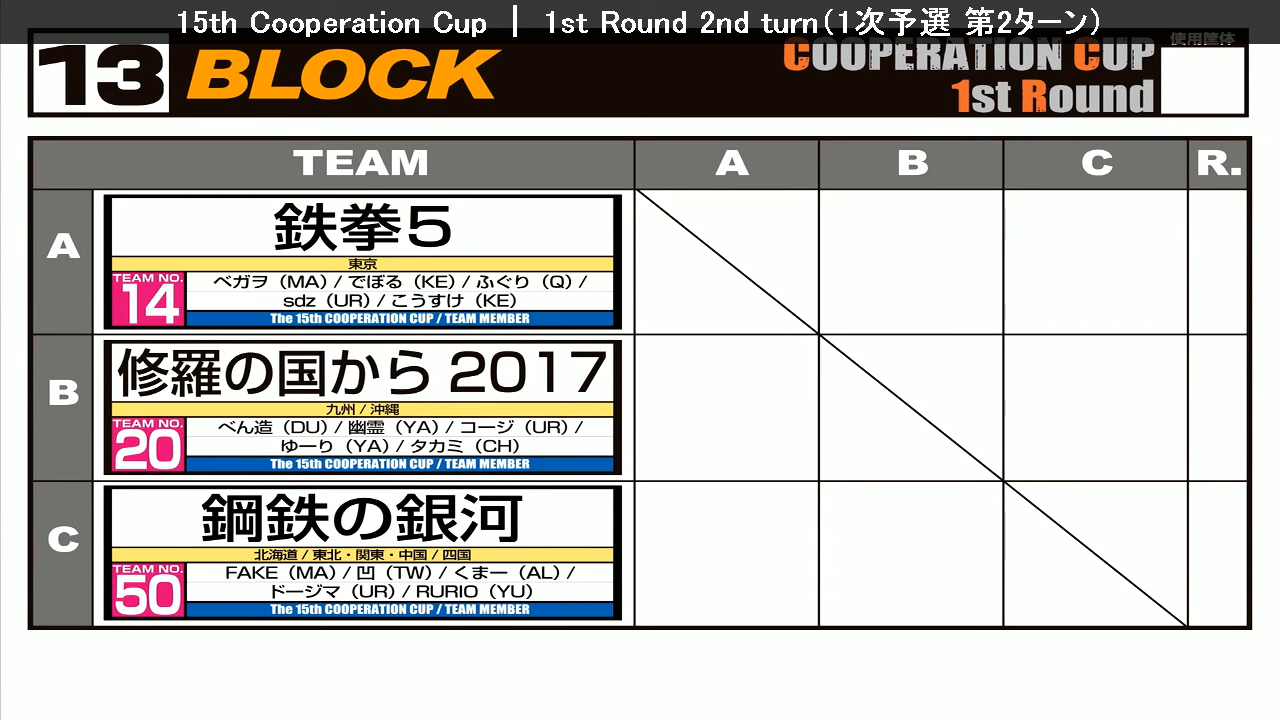 15th Cooperation Cup | 1st Round 2nd turn(1次予選 第2ターン)
13 BLOCK
COOPERATION CUP
1st Round
使用筐体
TEAM A B C R.
A
鉄拳5
東京
TEAM NO.
14
ベガヲ（MA）/ でぼる（KE）/ ふぐり（Q）/
sdz（UR）/ こうすけ（KE）
The 15th COOPERATION CUP / TEAM MEMBER
B
修羅の国から 2017
九州 / 沖縄
TEAM NO.
20
べん造（DU）/ 幽霊（YA）/ コージ（UR）/
ゆーり（YA）/ タカミ（CH）
The 15th COOPERATION CUP / TEAM MEMBER
C
鋼鉄の銀河
北海道 / 東北・関東・中国 / 四国
TEAM NO.
50
FAKE（MA）/ 凹（TW）/ くまー（AL）/
ドージマ（UR）/ RURIO（YU）
The 15th COOPERATION CUP / TEAM MEMBER